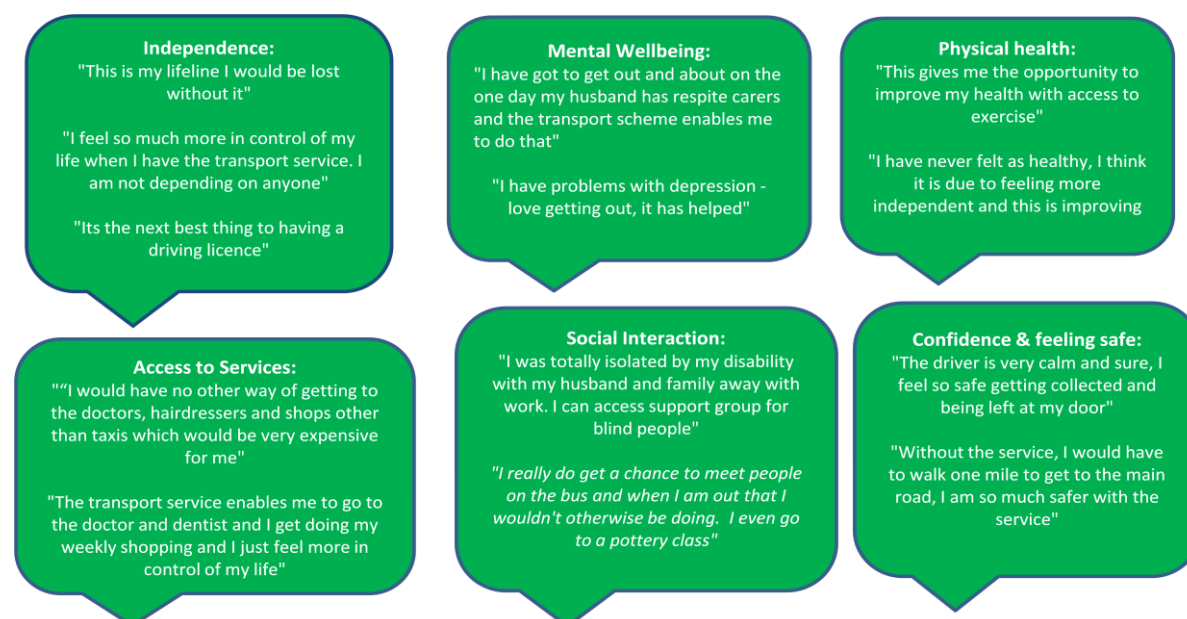 Independence:
"This is my lifeline I would be lost
without it"
"I feel so much more in control of my
life when I have the transport service. I
am not depending on anyone"
"Its the next best thing to having a
driving licence"
Mental Wellbeing:
"I have got to get out and about on the
one day my husband has respite carers
and the transport scheme enables me
to do that"
"I have problems with depression -
love getting out, it has helped"
Physical health:
"This gives me the opportunity to
improve my health with access to
exercise"
"I have never felt as healthy, I think
it is due to feeling more
independent and this is improving
Access to Services:
"“I would have no other way of getting to
the doctors, hairdressers and shops other
than taxis which would be very expensive
for me"
"The transport service enables me to go to
the doctor and dentist and I get doing my
weekly shopping and I just feel more in
control of my life"
Social Interaction:
"I was totally isolated by my disability
with my husband and family away with
work. I can access support group for
blind people"
"I really do get a chance to meet people
on the bus and when I am out that I
wouldn't otherwise be doing.  I even go
to a pottery class"
Confidence & feeling safe:
"The driver is very calm and sure, I
feel so safe getting collected and
being left at my door"
"Without the service, I would have
to walk one mile to get to the main
road, I am so much safer with the
service"